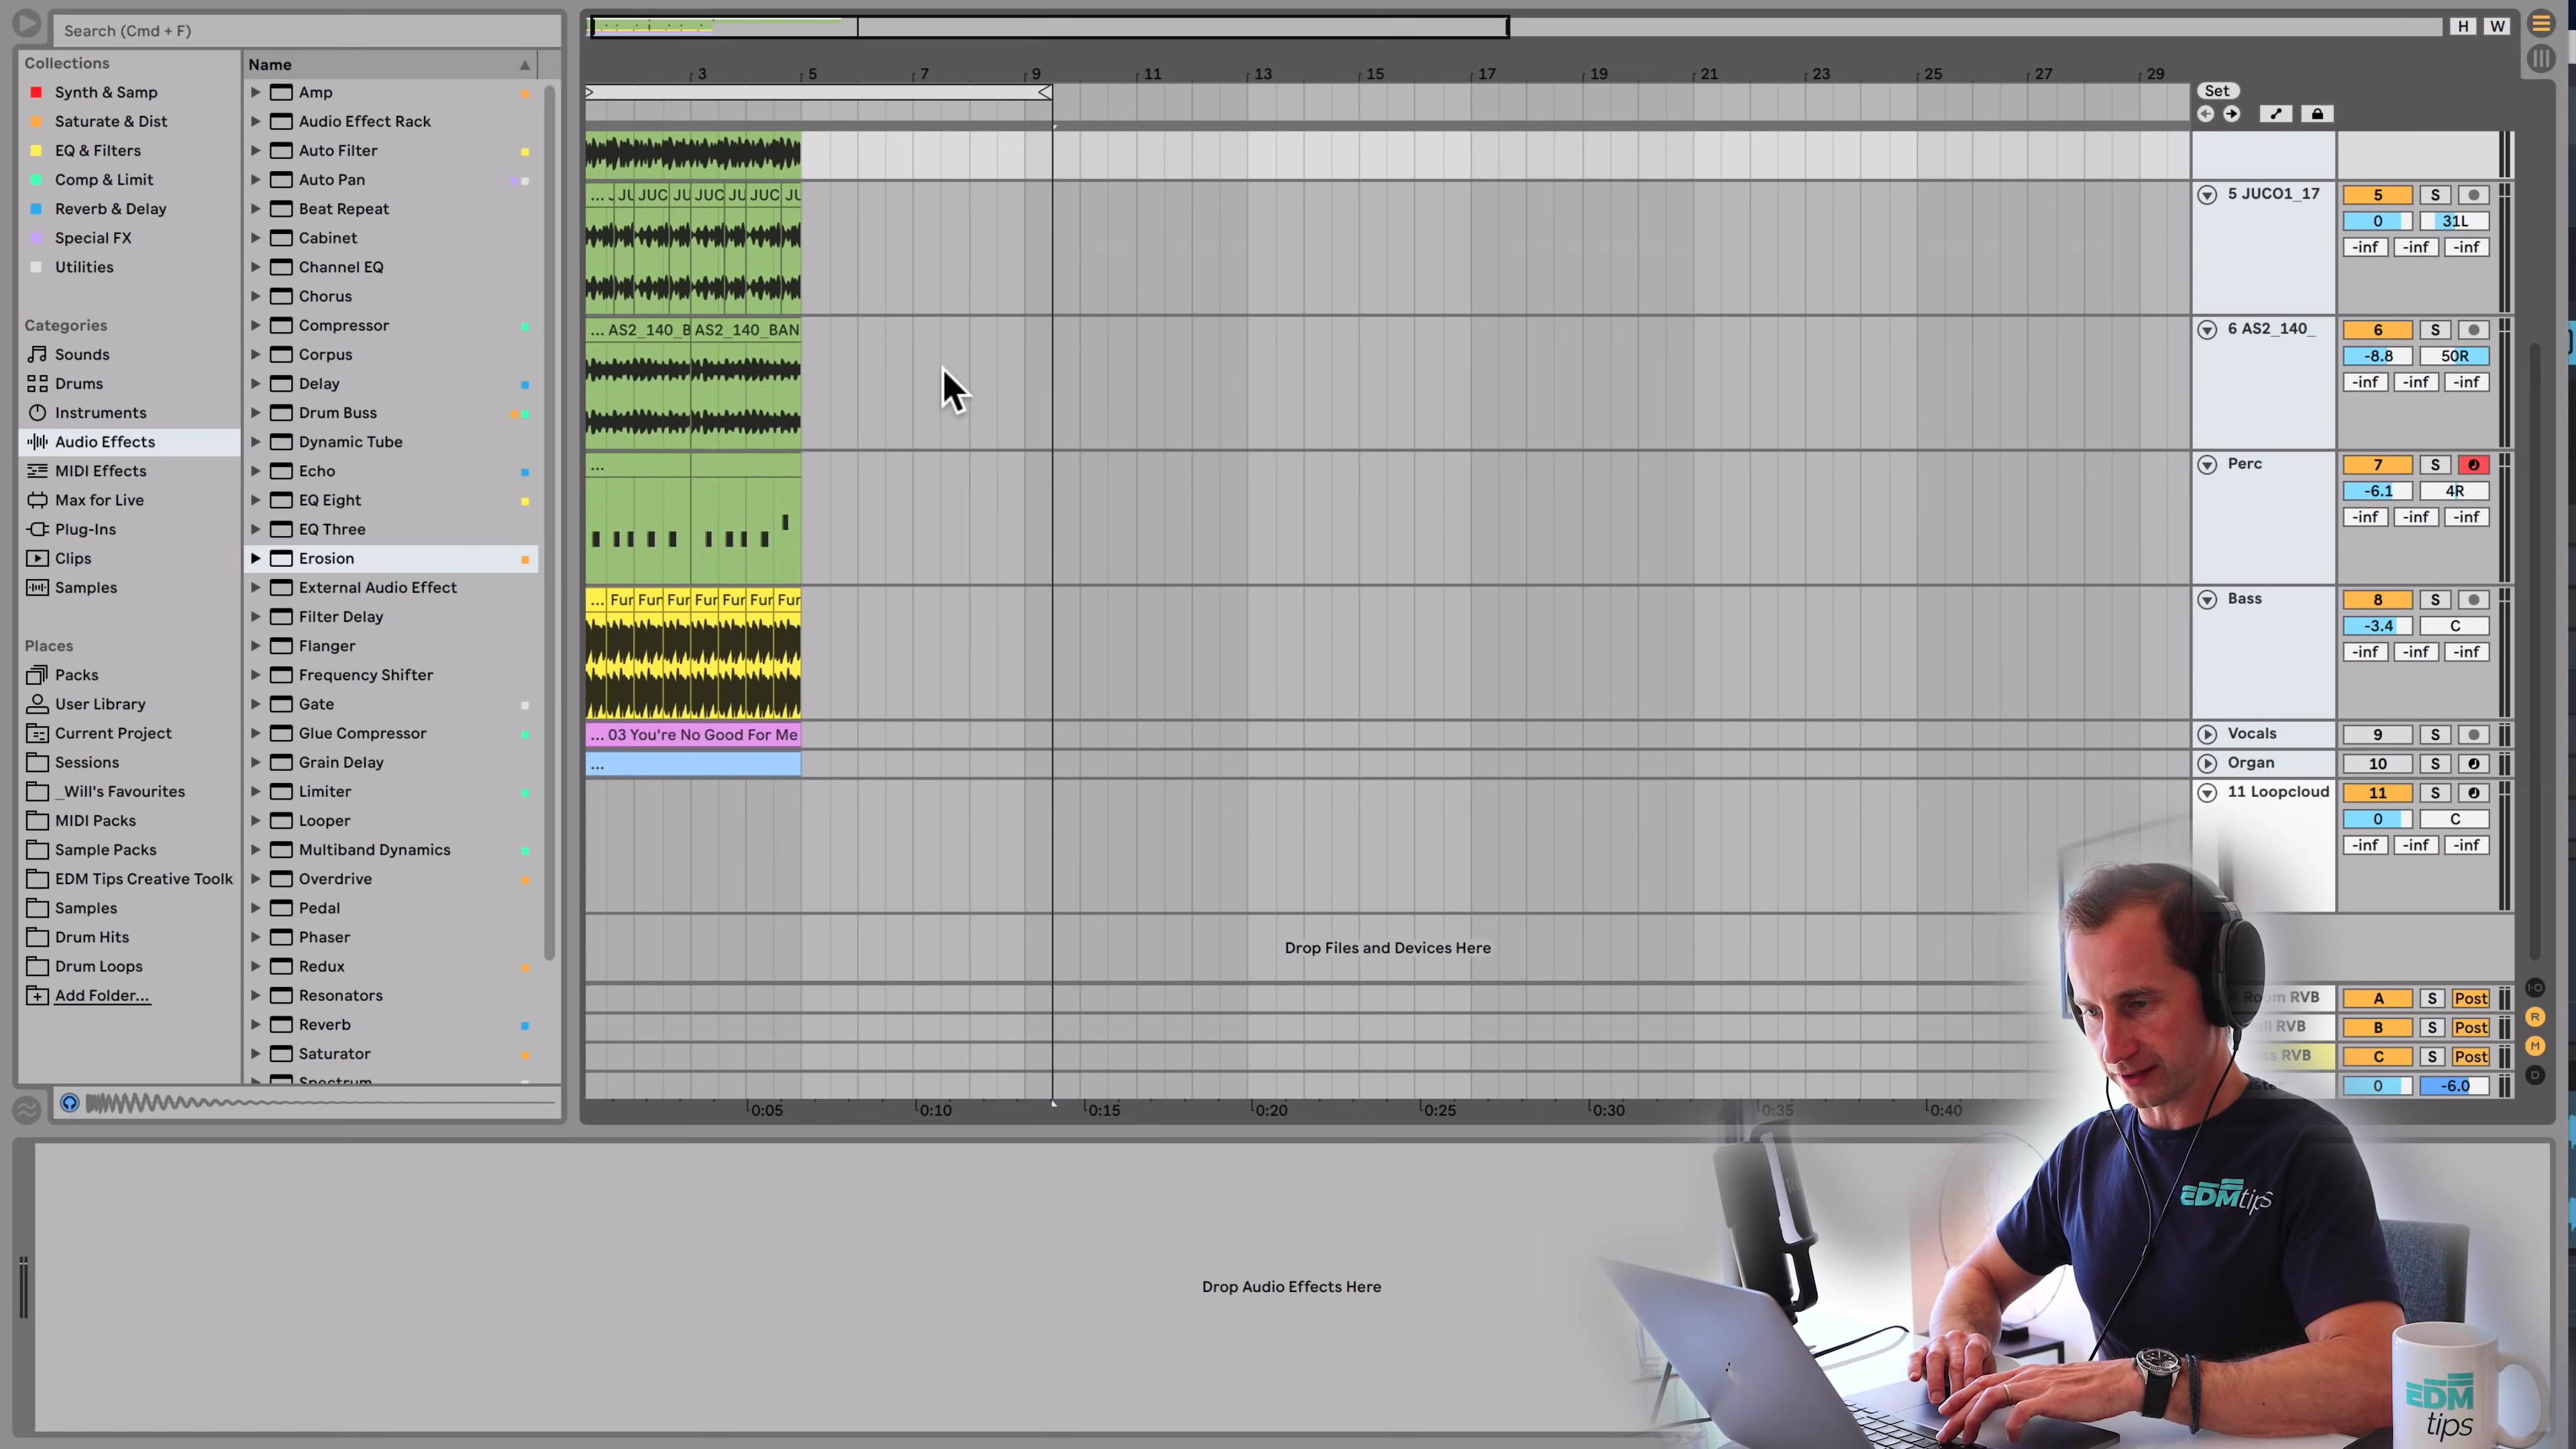 Search (Cmd + F)
H W
Collections
Synth & Samp
Saturate & Dist
EQ & Filters
Comp & Limit
Reverb & Delay
Special FX
Utilities
Categories
Sounds
Drums
Instruments
Audio Effects
MIDI Effects
Max for Live
Plug-Ins
Clips
Samples
Places
Packs
User Library
Current Project
Sessions
_Will's Favourites
MIDI Packs
Sample Packs
EDM Tips Creative Toolk
Samples
Drum Hits
Drum Loops
Add Folder...
Name
Amp
Audio Effect Rack
Auto Filter
Auto Pan
Beat Repeat
Cabinet
Channel EQ
Chorus
Compressor
Corpus
Delay
Drum Buss
Dynamic Tube
Echo
EQ Eight
EQ Three
Erosion
External Audio Effect
Filter Delay
Flanger
Frequency Shifter
Gate
Glue Compressor
Grain Delay
Limiter
Looper
Multiband Dynamics
Overdrive
Pedal
Phaser
Redux
Resonators
Reverb
Saturator
Spectrum
3 5 7 9 11 13 15 17 19 21 23 25 27 29
Set
... JU JUC JU JUC JU JUC JU
5 JUCO1_17 5 S
0 31L
-inf -inf -inf
... AS2_140_B AS2_140_BAN
6 AS2_140_ 6 S
-8.8 50R
-inf -inf -inf
...
Perc 7 S
-6.1 4R
-inf -inf -inf
... Fur Fur Fur Fur Fur Fur Fur
Bass 8 S
-3.4 C
-inf -inf -inf
... 03 You're No Good For Me
Vocals 9 S
...
Organ 10 S
11 Loopcloud 11 S
0 C
-inf -inf -inf
Drop Files and Devices Here
Room RVB A S Post
RVB B S Post
RVB C S Post
0 -6.0
R
M
D
0:05 0:10 0:15 0:20 0:25 0:30 0:35 0:40
Drop Audio Effects Here
EDMtips
EDM
tips